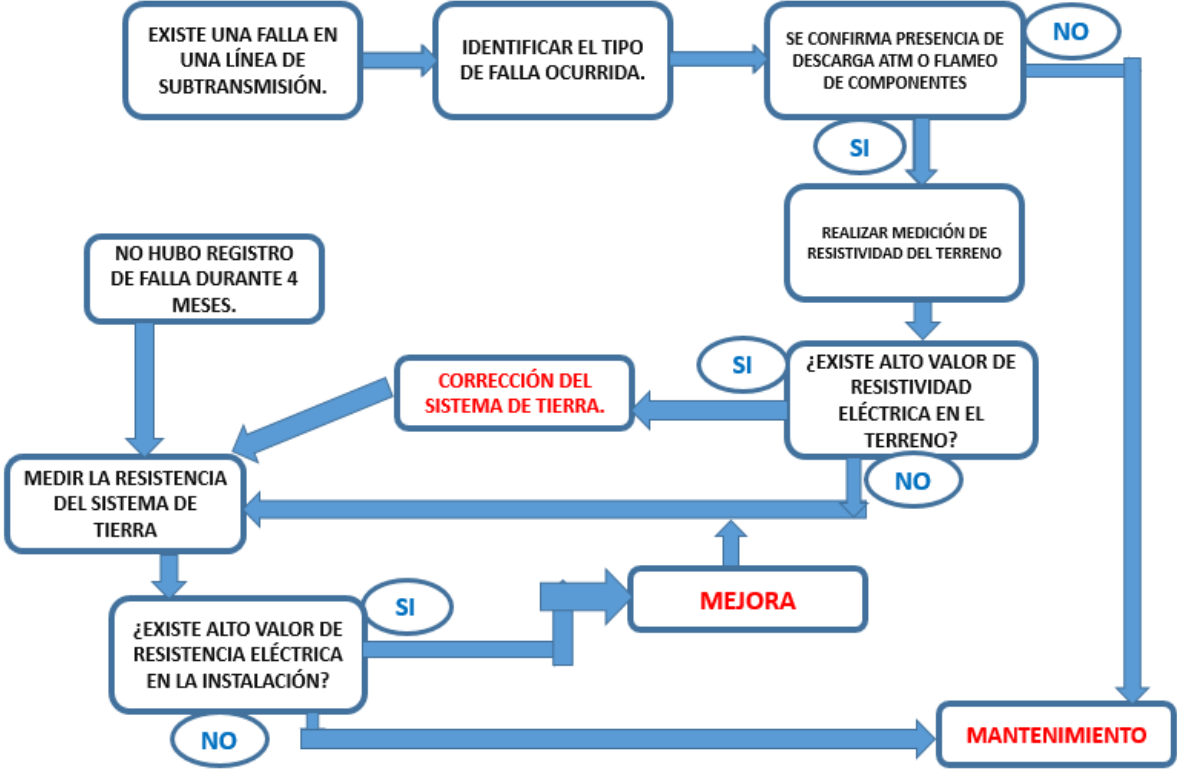 EXISTE UNA FALLA EN
UNA LÍNEA DE
SUBTRANSMISIÓN.
IDENTIFICAR EL TIPO
DE FALLA OCURRIDA.
SE CONFIRMA PRESENCIA DE
DESCARGA ATM O FLAMEO
DE COMPONENTES
NO
SI
REALIZAR MEDICIÓN DE
RESISTIVIDAD DEL TERRENO
NO HUBO REGISTRO
DE FALLA DURANTE 4
MESES.
¿EXISTE ALTO VALOR DE
RESISTIVIDAD
ELÉCTRICA EN EL
TERRENO?
SI
CORRECCIÓN DEL
SISTEMA DE TIERRA.
NO
MEDIR LA RESISTENCIA
DEL SISTEMA DE
TIERRA
¿EXISTE ALTO VALOR DE
RESISTENCIA ELÉCTRICA
EN LA INSTALACIÓN?
SI
MEJORA
NO
MANTENIMIENTO